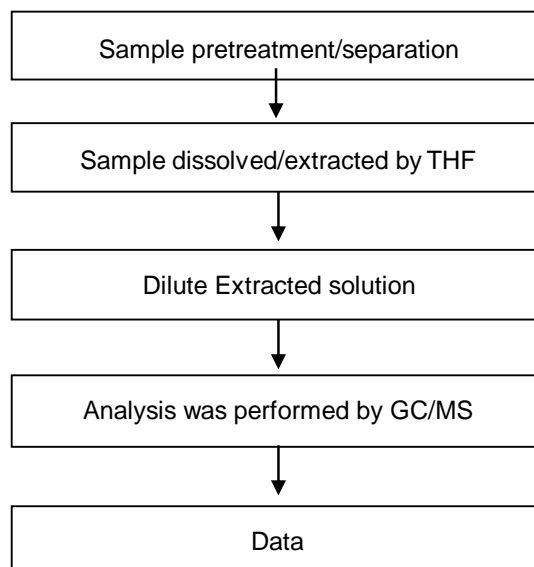 Sample pretreatment/separation
Sample dissolved/extracted by THF
Dilute Extracted solution
Analysis was performed by GC/MS
Data